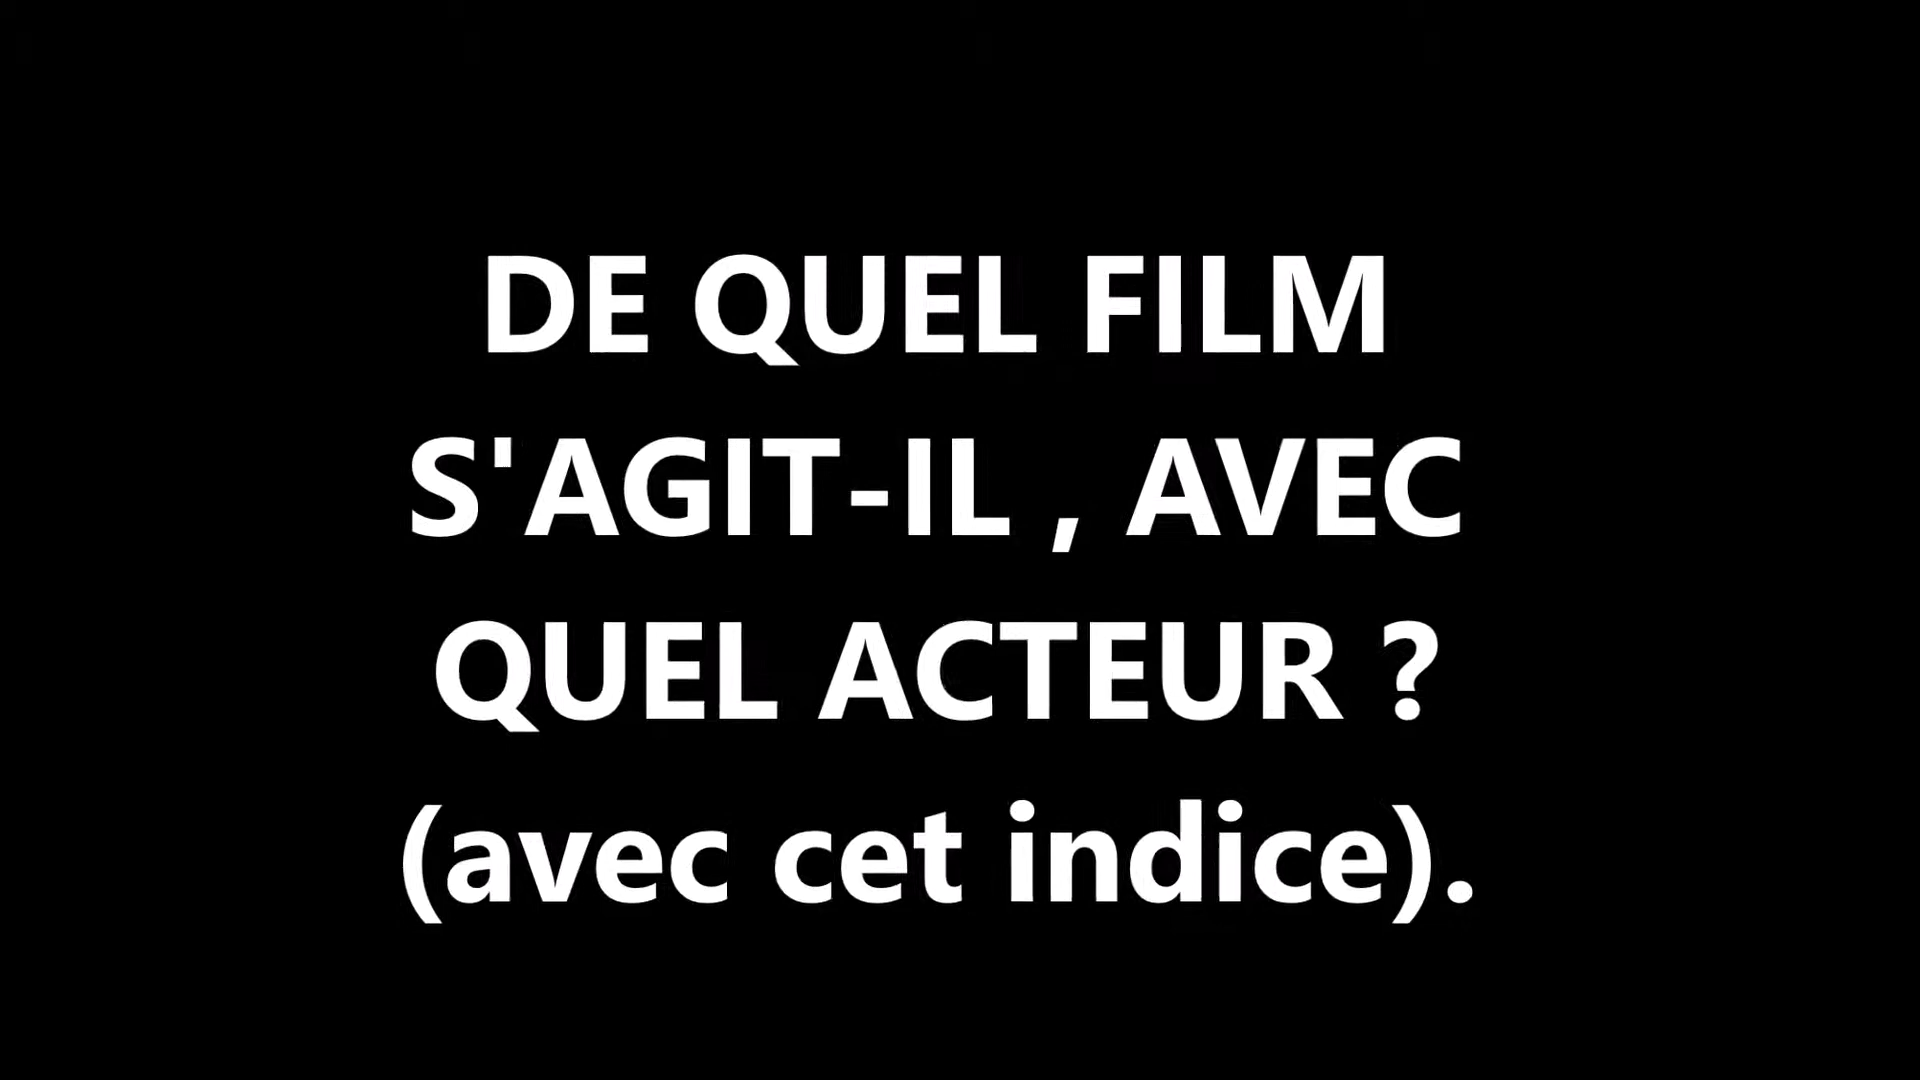 DE QUEL FILM
S'AGIT-IL , AVEC
QUEL ACTEUR ?
(avec cet indice).